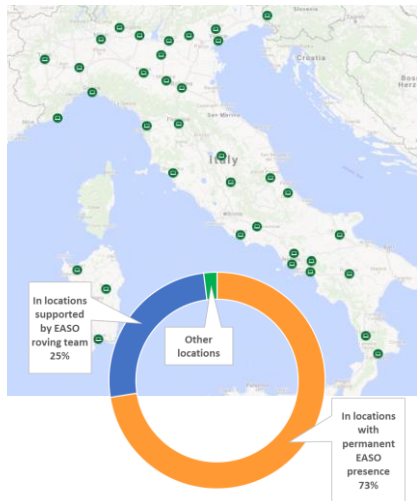 Slovenia
Croatia
San Marino
Italy
In locations
supported
by EASO
roving team
25%
Other
locations
In locations
with
permanent
EASO
presence
73%